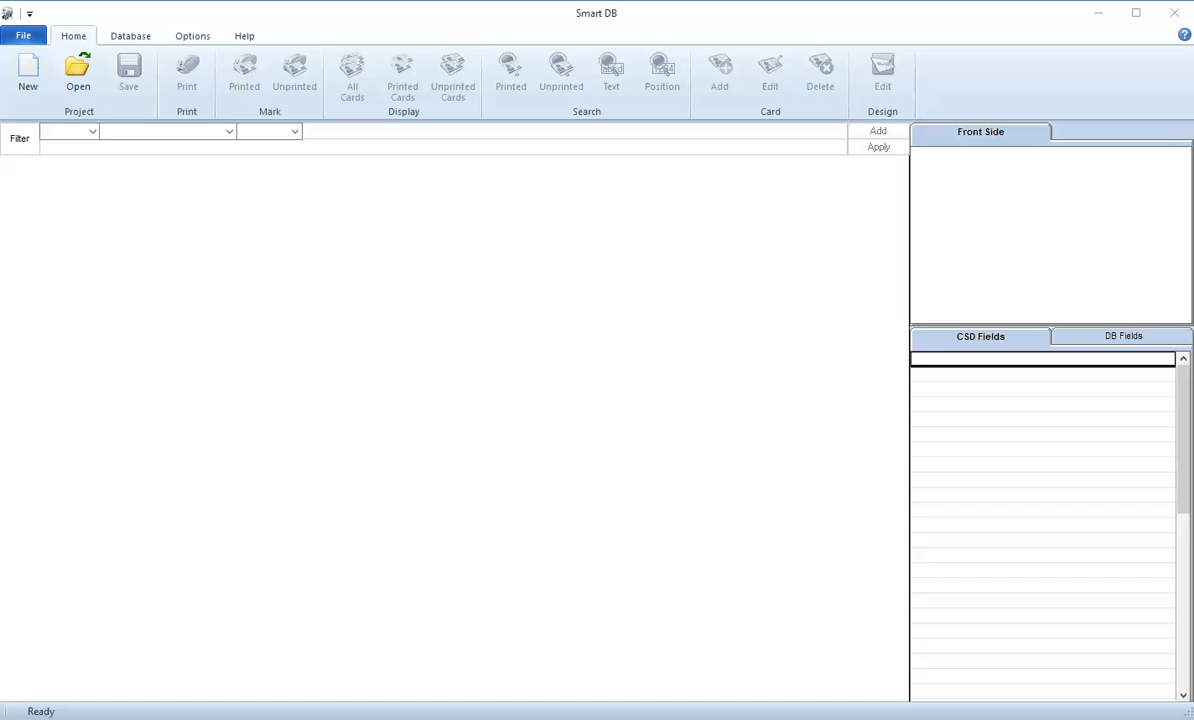 Smart DB
File Home Database Options Help
New Open Save Print Printed Unprinted All Cards Printed Cards Unprinted Cards Printed Unprinted Text Position Add Edit Delete Edit
Project Print Mark Display Search Card Design
Filter
Add
Apply
Front Side
CSD Fields DB Fields
Ready